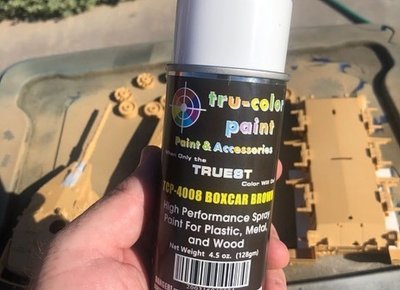 tru-color
paint
Paint & Accessories
When Only the
TRUEST
Color Will Do
TCP-4008 BOXCAR BROWN
High Performance Spray
Paint For Plastic, Metal,
and Wood
Net Weight 4.5 oz. (128gm)